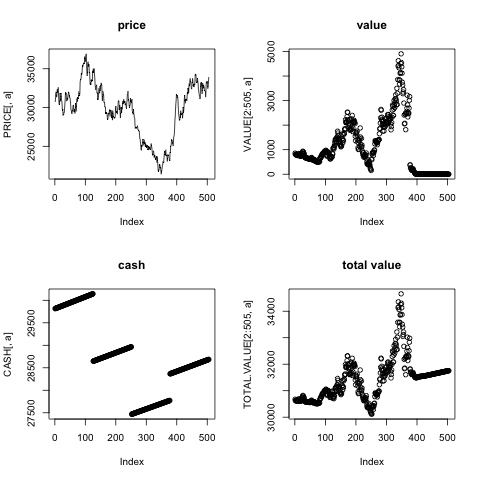 price
value
PRICE[, a]
25000 30000 35000
VALUE[2:505, a]
0 1000 3000 5000
0 100 200 300 400 500
0 100 200 300 400 500
Index
Index
cash
total value
CASH[, a]
27500 28500 29500
TOTAL.VALUE[2:505, a]
30000 32000 34000
0 100 200 300 400 500
0 100 200 300 400 500
Index
Index